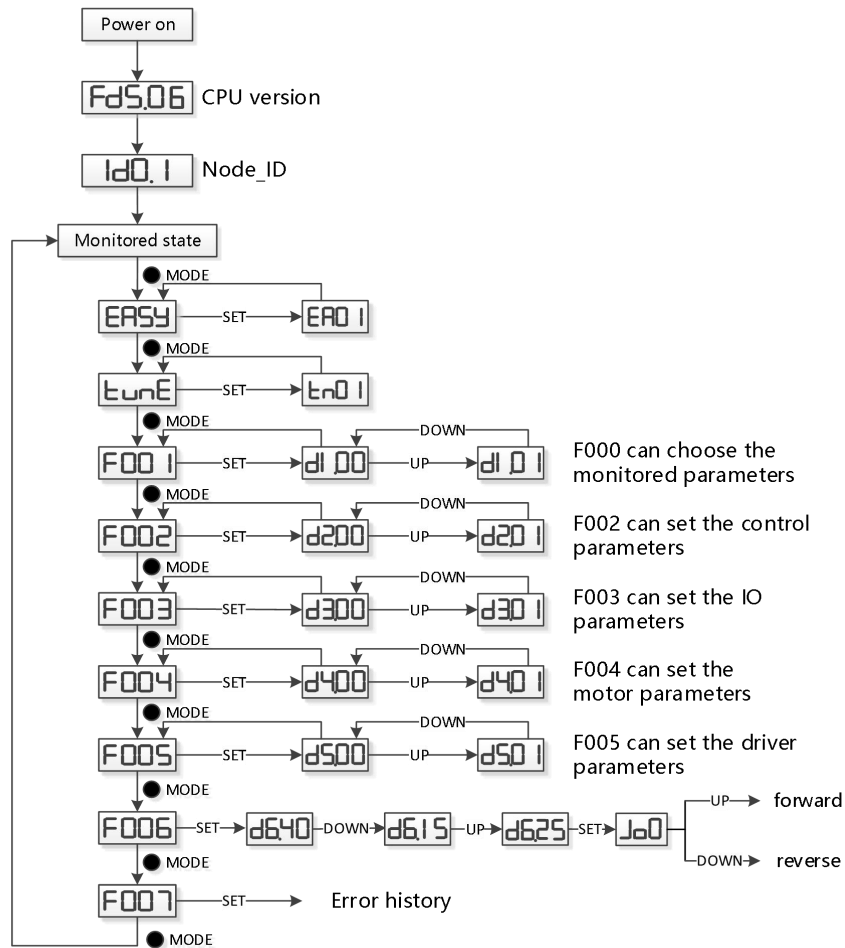 Power on
Fd5.06 CPU version
Id0.1 Node_ID
Monitored state
MODE
EASY SET EA01
MODE
tunE SET tn01
MODE
DOWN
F001 SET d1.00 UP d1.01
F000 can choose the
monitored parameters
MODE
DOWN
F002 SET d2.00 UP d2.01
F002 can set the control
parameters
MODE
DOWN
F003 SET d3.00 UP d3.01
F003 can set the IO
parameters
MODE
DOWN
F004 SET d4.00 UP d4.01
F004 can set the
motor parameters
MODE
DOWN
F005 SET d5.00 UP d5.01
F005 can set the driver
parameters
MODE
UP forward
F006 SET d6.40 DOWN d6.15 UP d6.25 SET Jo0
DOWN reverse
MODE
F007 SET Error history
MODE